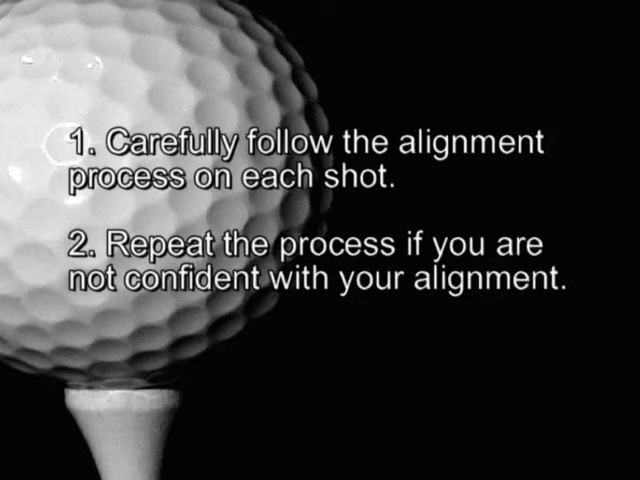 1. Carefully follow the alignment
process on each shot.
2. Repeat the process if you are
not confident with your alignment.